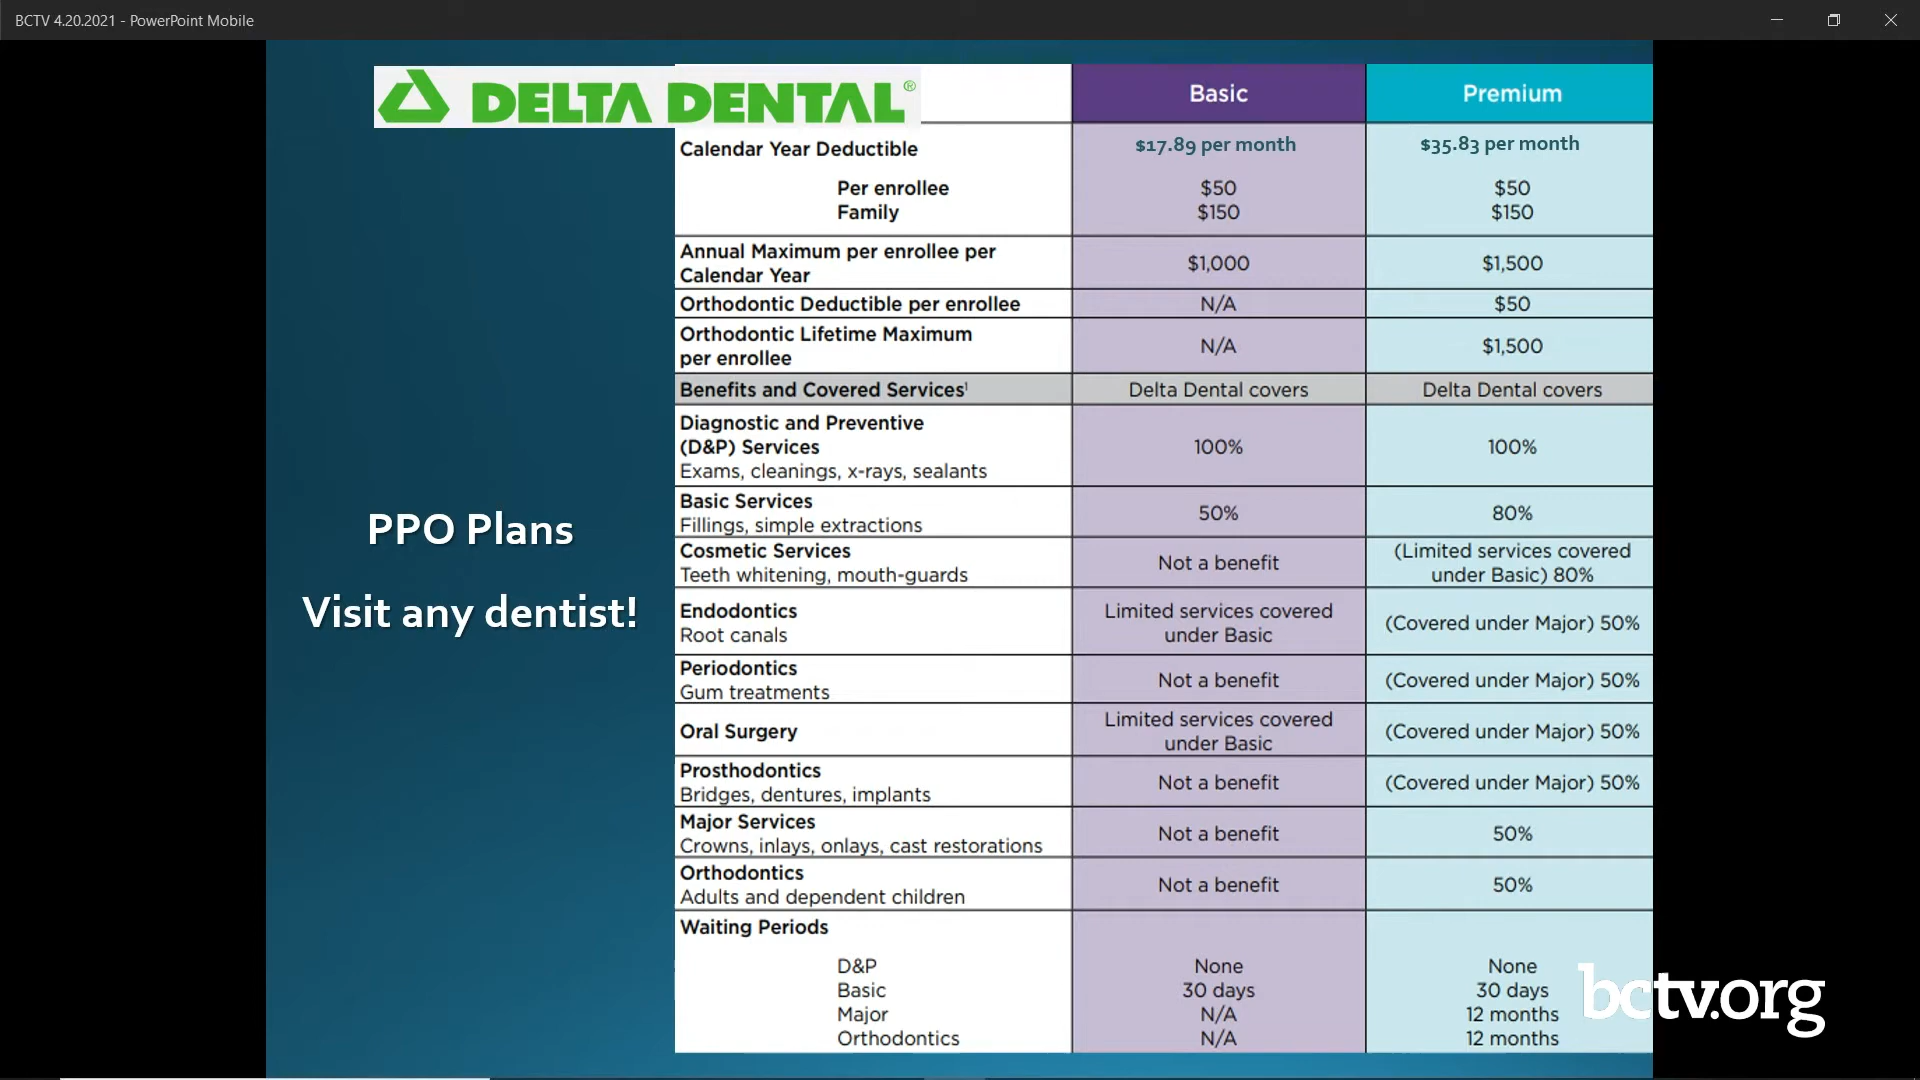 BCTV 4.20.2021 - PowerPoint Mobile
DELTA DENTAL®
Basic Premium
Calendar Year Deductible $17.89 per month $35.83 per month
Per enrollee $50 $50
Family $150 $150
Annual Maximum per enrollee per
Calendar Year $1,000 $1,500
Orthodontic Deductible per enrollee N/A $50
Orthodontic Lifetime Maximum
per enrollee N/A $1,500
Benefits and Covered Services¹ Delta Dental covers Delta Dental covers
Diagnostic and Preventive
(D&P) Services 100% 100%
Exams, cleanings, x-rays, sealants
Basic Services
Fillings, simple extractions 50% 80%
Cosmetic Services
Teeth whitening, mouth-guards Not a benefit (Limited services covered
under Basic) 80%
Endodontics
Root canals Limited services covered
under Basic (Covered under Major) 50%
Periodontics
Gum treatments Not a benefit (Covered under Major) 50%
Oral Surgery Limited services covered
under Basic (Covered under Major) 50%
Prosthodontics
Bridges, dentures, implants Not a benefit (Covered under Major) 50%
Major Services
Crowns, inlays, onlays, cast restorations Not a benefit 50%
Orthodontics
Adults and dependent children Not a benefit 50%
Waiting Periods
D&P None None
Basic 30 days 30 days
Major N/A 12 months
Orthodontics N/A 12 months
PPO Plans
Visit any dentist!
bctv.org